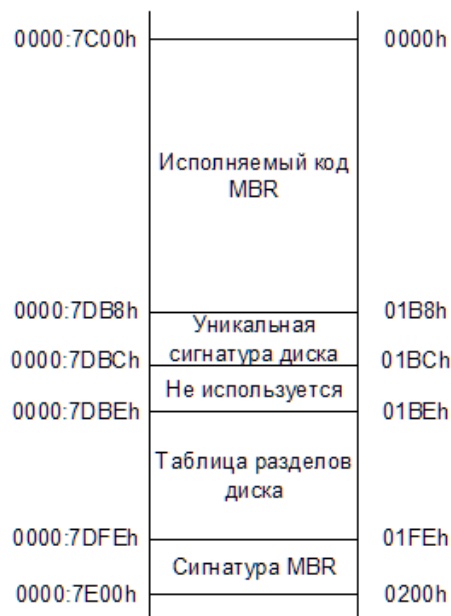 0000:7C00h 0000h
Исполняемый код
MBR
0000:7DB8h 01B8h
Уникальная
сигнатура диска
0000:7DBCh 01BCh
Не используется
0000:7DBEh 01BEh
Таблица разделов
диска
0000:7DFEh 01FEh
Сигнатура MBR
0000:7E00h 0200h